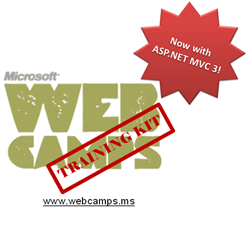 Now with
ASP.NET MVC 3!
Microsoft
WEB
CAMPS
TRAINING KIT
www.webcamps.ms